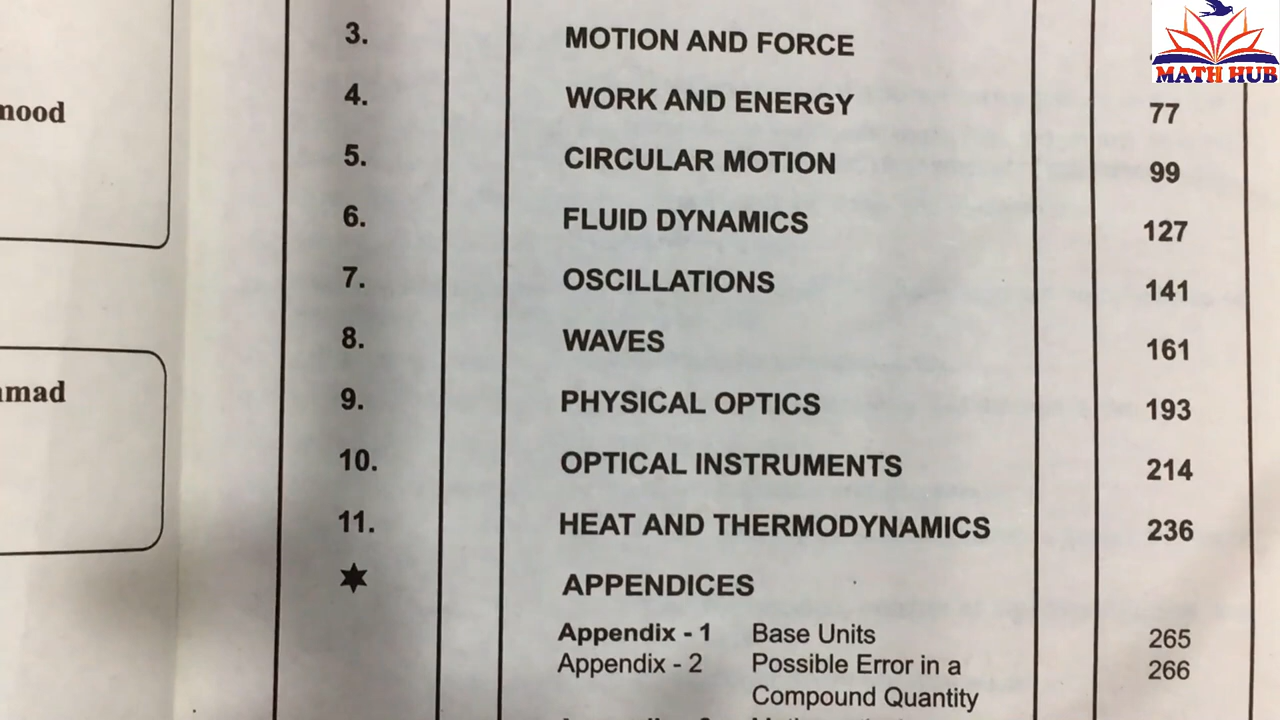 mood
mad
3. MOTION AND FORCE
4. WORK AND ENERGY 77
5. CIRCULAR MOTION 99
6. FLUID DYNAMICS 127
7. OSCILLATIONS 141
8. WAVES 161
9. PHYSICAL OPTICS 193
10. OPTICAL INSTRUMENTS 214
11. HEAT AND THERMODYNAMICS 236
✶ APPENDICES
Appendix - 1 Base Units 265
Appendix - 2 Possible Error in a 266
Compound Quantity
MATH HUB